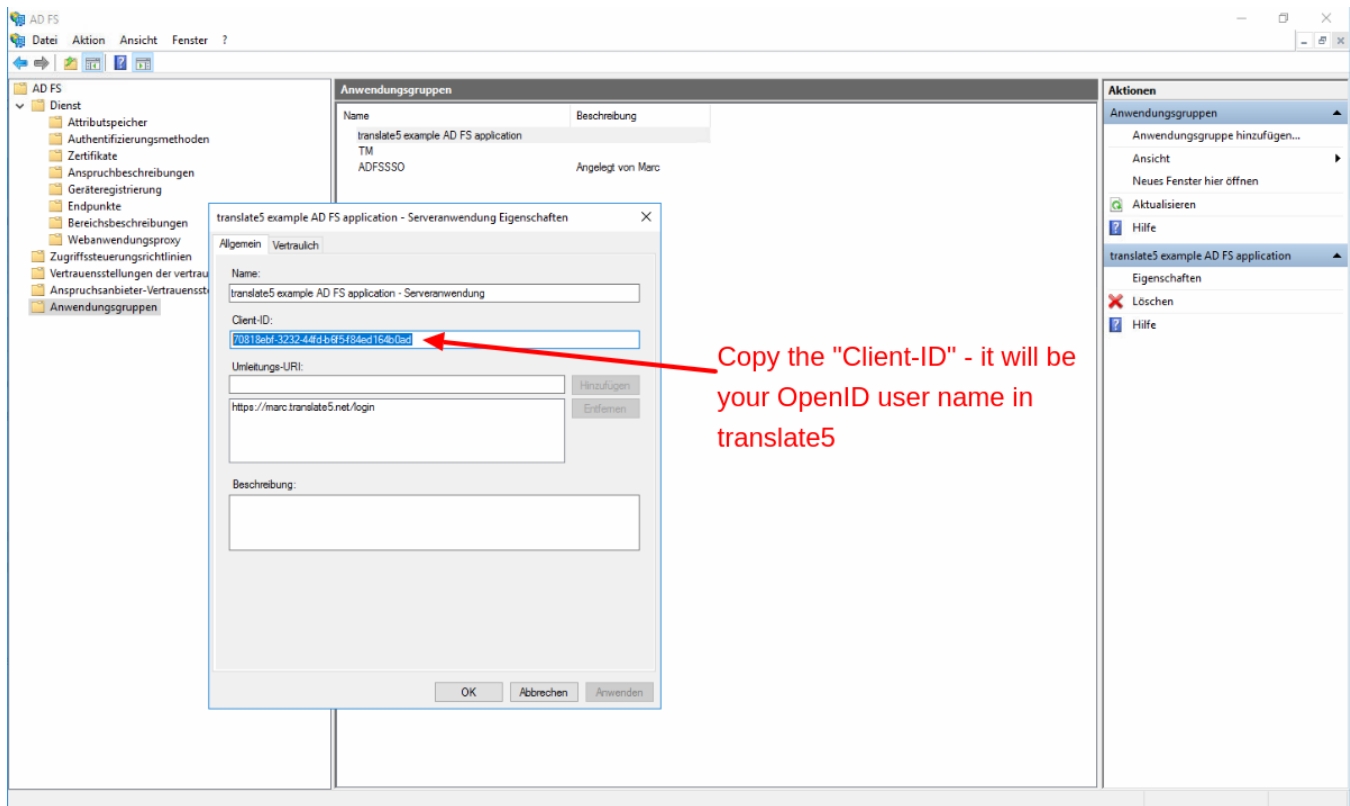 AD FS
Datei Aktion Ansicht Fenster ?
AD FS
Dienst
Attributspeicher
Authentifizierungsmethoden
Zertifikate
Anspruchbeschreibungen
Geräteregistrierung
Endpunkte
Bereichsbeschreibungen
Webanwendungsproxy
Zugriffssteuerungsrichtlinien
Vertrauensstellungen der vertrau
Anspruchsanbieter-Vertrauensst
Anwendungsgruppen
Anwendungsgruppen
Name Beschreibung
translate5 example AD FS application
TM
ADFSSSO Angelegt von Marc
translate5 example AD FS application - Serveranwendung Eigenschaften
Allgemein Vertraulich
Name:
translate5 example AD FS application - Serveranwendung
Client-ID:
70818ebf-3232-44fd-b6f5-f84ed164b0ad
Umleitungs-URI:
Hinzufügen
https://marc.translate5.net/login
Entfernen
Beschreibung:
OK Abbrechen Anwenden
Copy the "Client-ID" - it will be
your OpenID user name in
translate5
Aktionen
Anwendungsgruppen
Anwendungsgruppe hinzufügen...
Ansicht
Neues Fenster hier öffnen
Aktualisieren
Hilfe
translate5 example AD FS application
Eigenschaften
Löschen
Hilfe